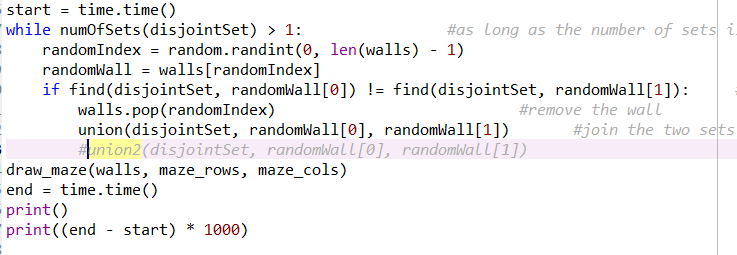 start = time.time()
while numOfSets(disjointSet) > 1: #as long as the number of sets i
randomIndex = random.randint(0, len(walls) - 1)
randomWall = walls[randomIndex]
if find(disjointSet, randomWall[0]) != find(disjointSet, randomWall[1]): #
walls.pop(randomIndex) #remove the wall
union(disjointSet, randomWall[0], randomWall[1]) #join the two sets
#union2(disjointSet, randomWall[0], randomWall[1])
draw_maze(walls, maze_rows, maze_cols)
end = time.time()
print()
print((end - start) * 1000)